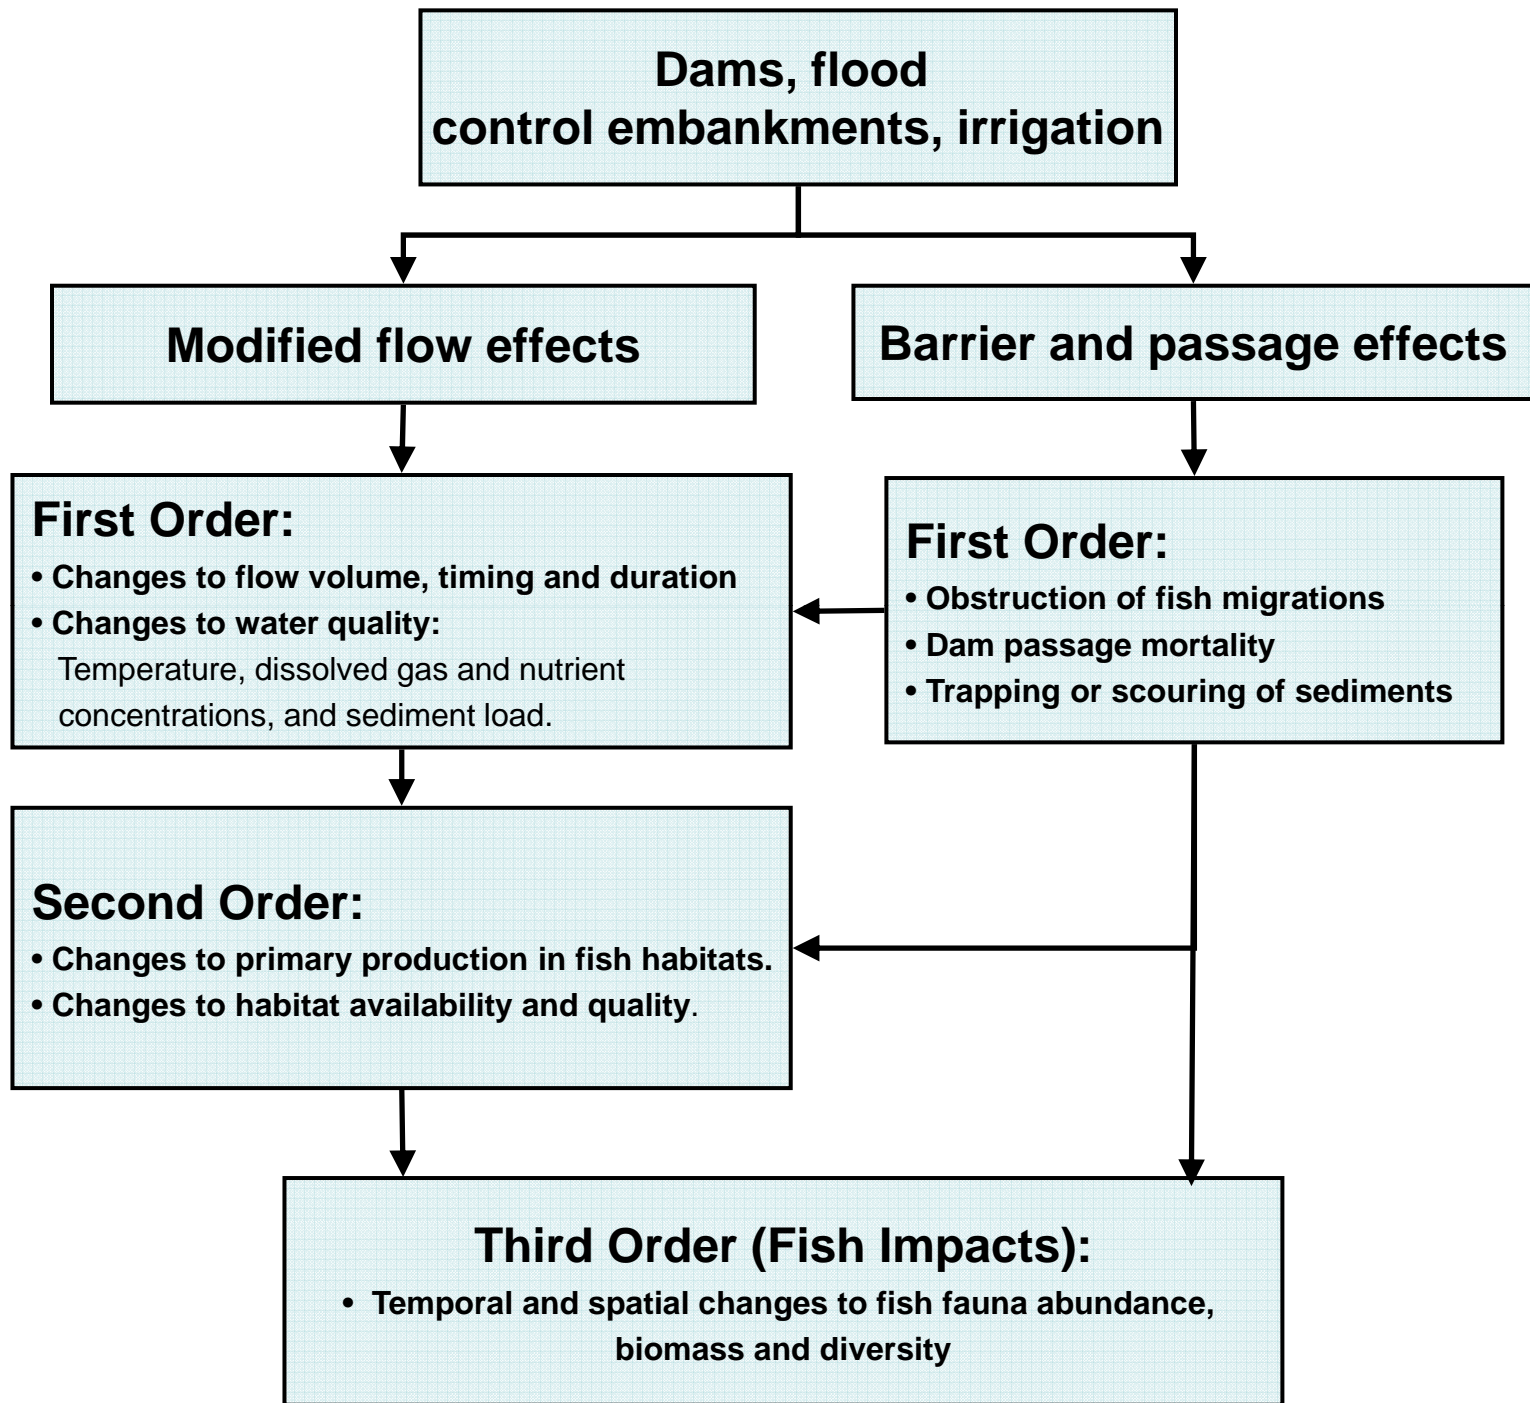 Dams, flood
control embankments, irrigation
Modified flow effects
Barrier and passage effects
First Order:
• Changes to flow volume, timing and duration
• Changes to water quality:
Temperature, dissolved gas and nutrient
concentrations, and sediment load.
First Order:
• Obstruction of fish migrations
• Dam passage mortality
• Trapping or scouring of sediments
Second Order:
• Changes to primary production in fish habitats.
• Changes to habitat availability and quality.
Third Order (Fish Impacts):
• Temporal and spatial changes to fish fauna abundance,
biomass and diversity